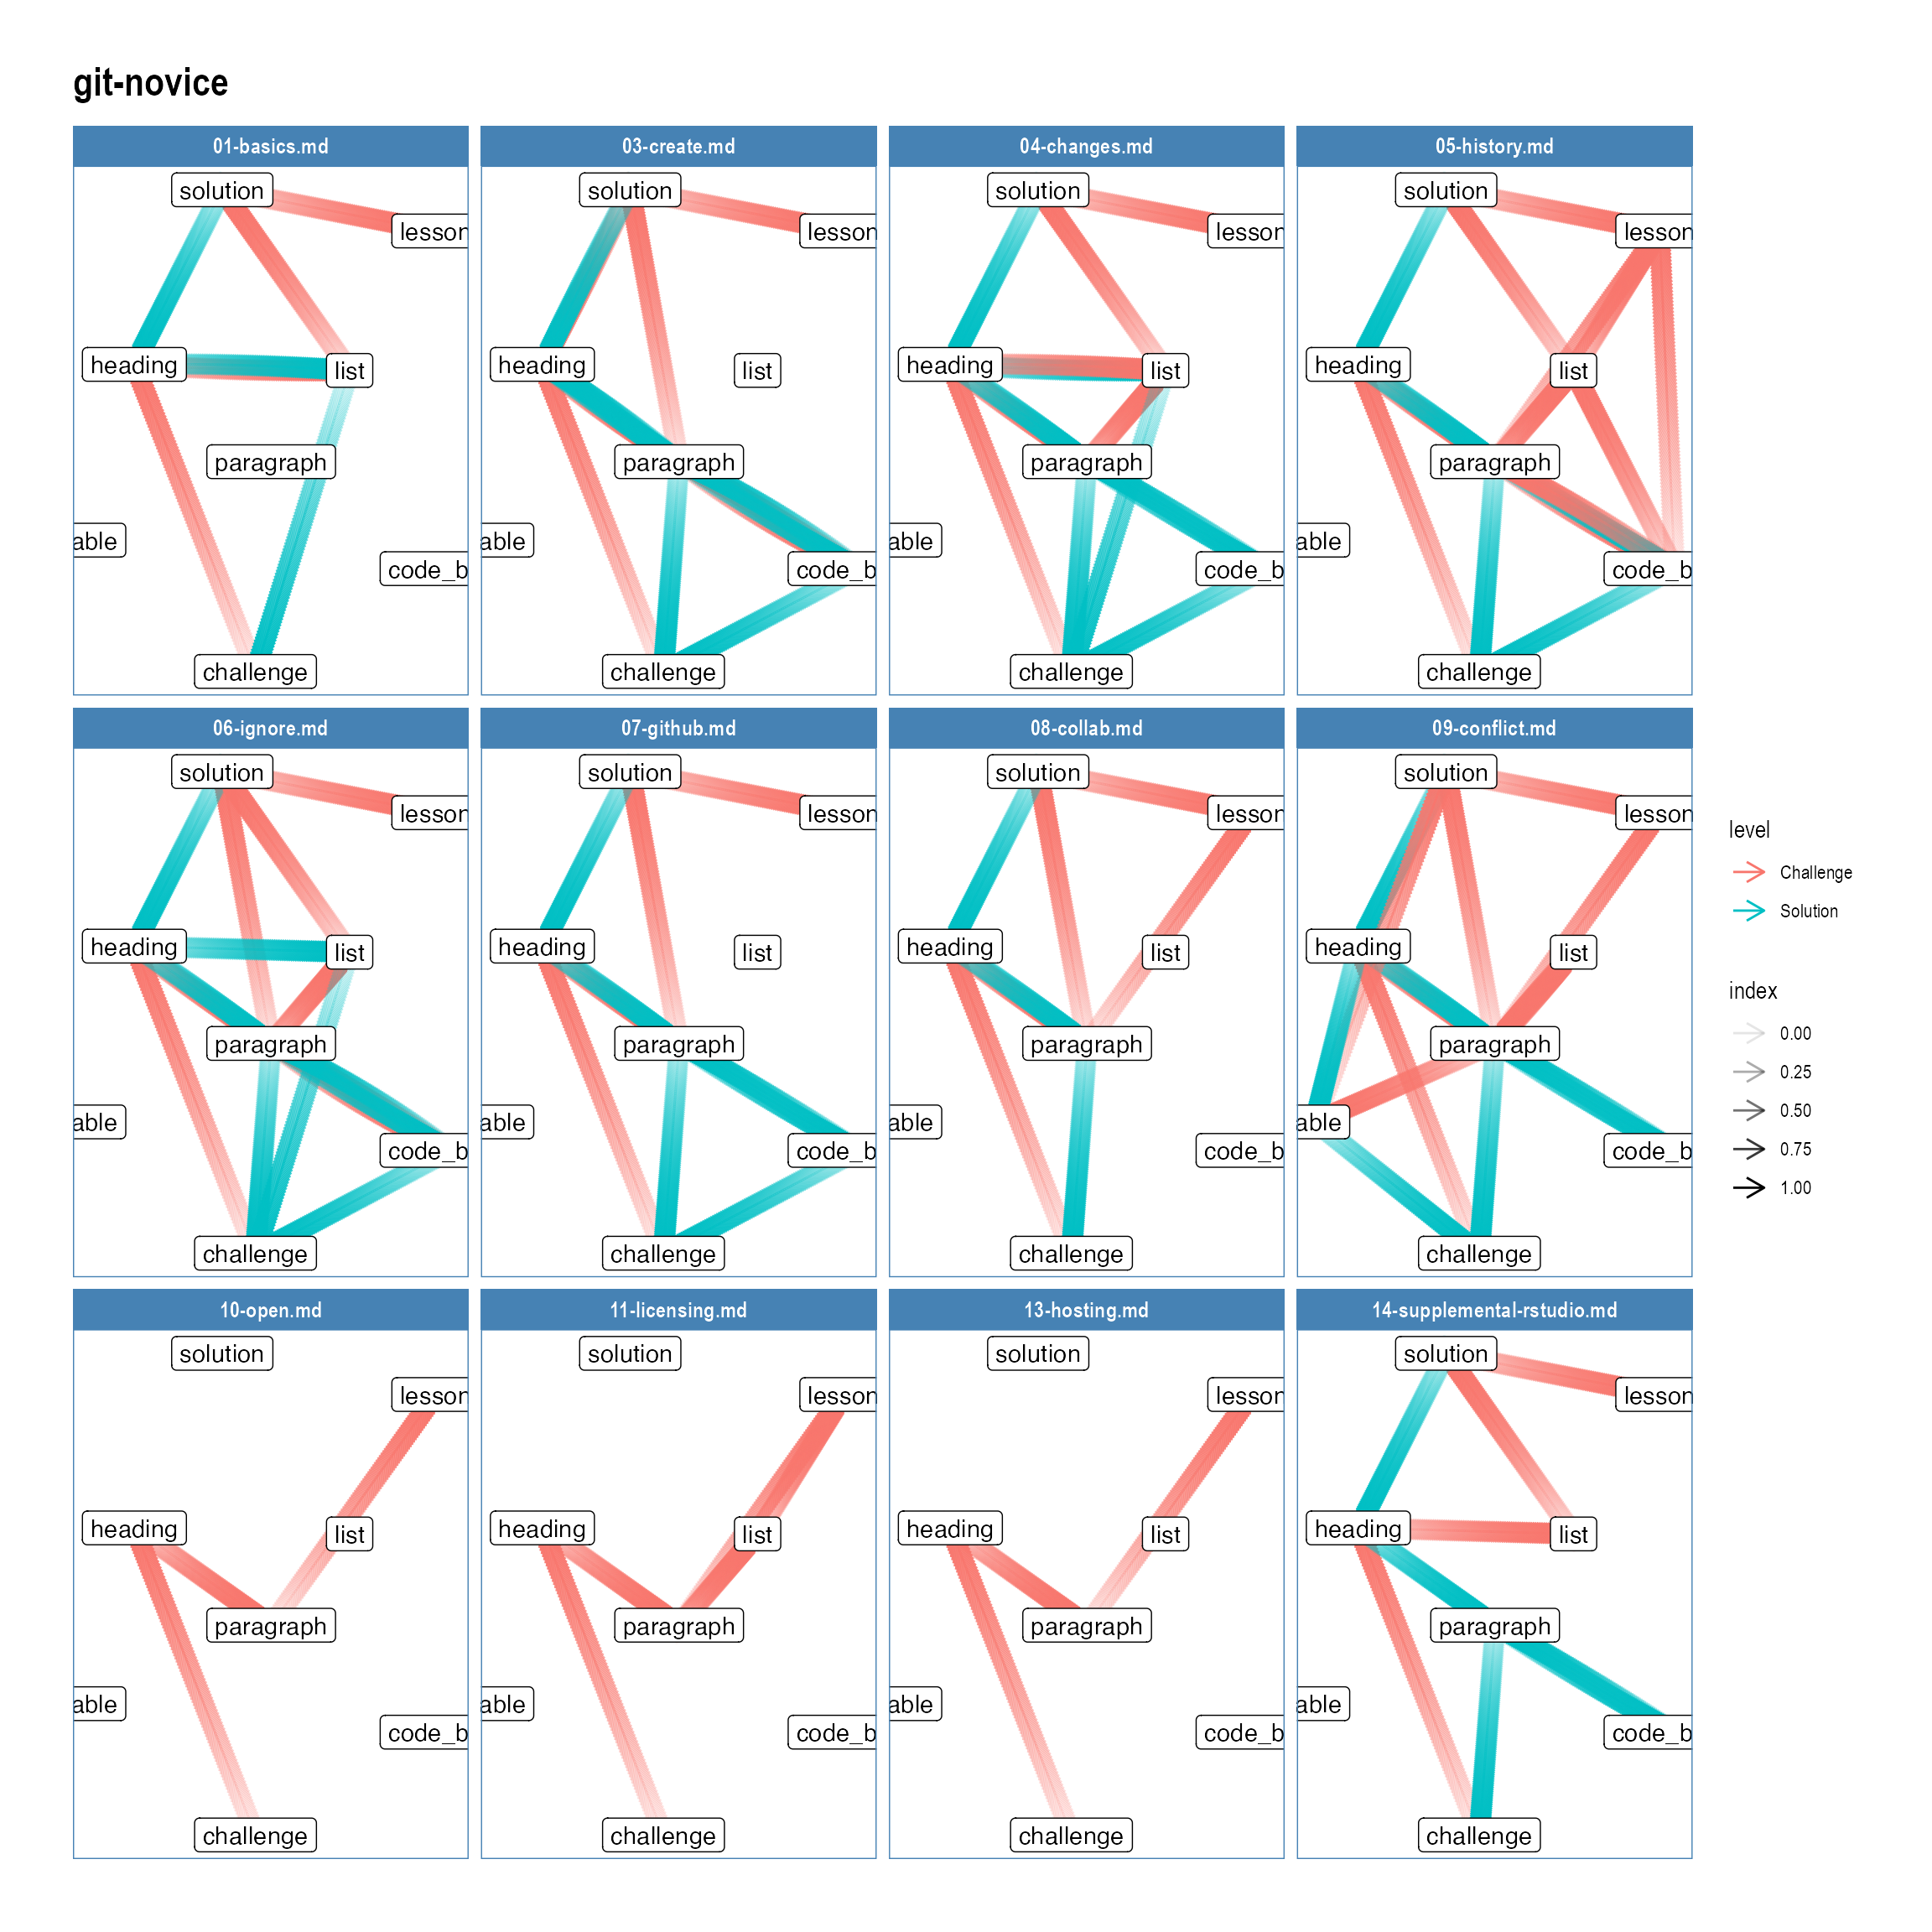 git-novice
01-basics.md
03-create.md
04-changes.md
05-history.md
solution
lesson
heading
list
paragraph
able
code_b
challenge
solution
lesson
heading
list
paragraph
able
code_b
challenge
solution
lesson
heading
list
paragraph
able
code_b
challenge
solution
lesson
heading
list
paragraph
able
code_b
challenge
06-ignore.md
07-github.md
08-collab.md
09-conflict.md
solution
lesson
heading
list
paragraph
able
code_b
challenge
solution
lesson
heading
list
paragraph
able
code_b
challenge
solution
lesson
heading
list
paragraph
able
code_b
challenge
solution
lesson
heading
list
paragraph
able
code_b
challenge
10-open.md
11-licensing.md
13-hosting.md
14-supplemental-rstudio.md
solution
lesson
heading
list
paragraph
able
code_b
challenge
solution
lesson
heading
list
paragraph
able
code_b
challenge
solution
lesson
heading
list
paragraph
able
code_b
challenge
solution
lesson
heading
list
paragraph
able
code_b
challenge
level
Challenge
Solution
index
0.00
0.25
0.50
0.75
1.00